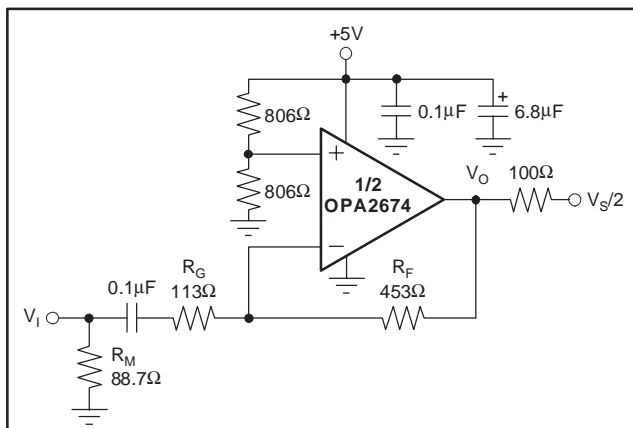 +5V
806Ω
0.1μF
+
6.8μF
+
806Ω
1/2
OPA2674
V_O
100Ω
V_S/2
−
R_G
113Ω
R_F
453Ω
0.1μF
V_I
R_M
88.7Ω